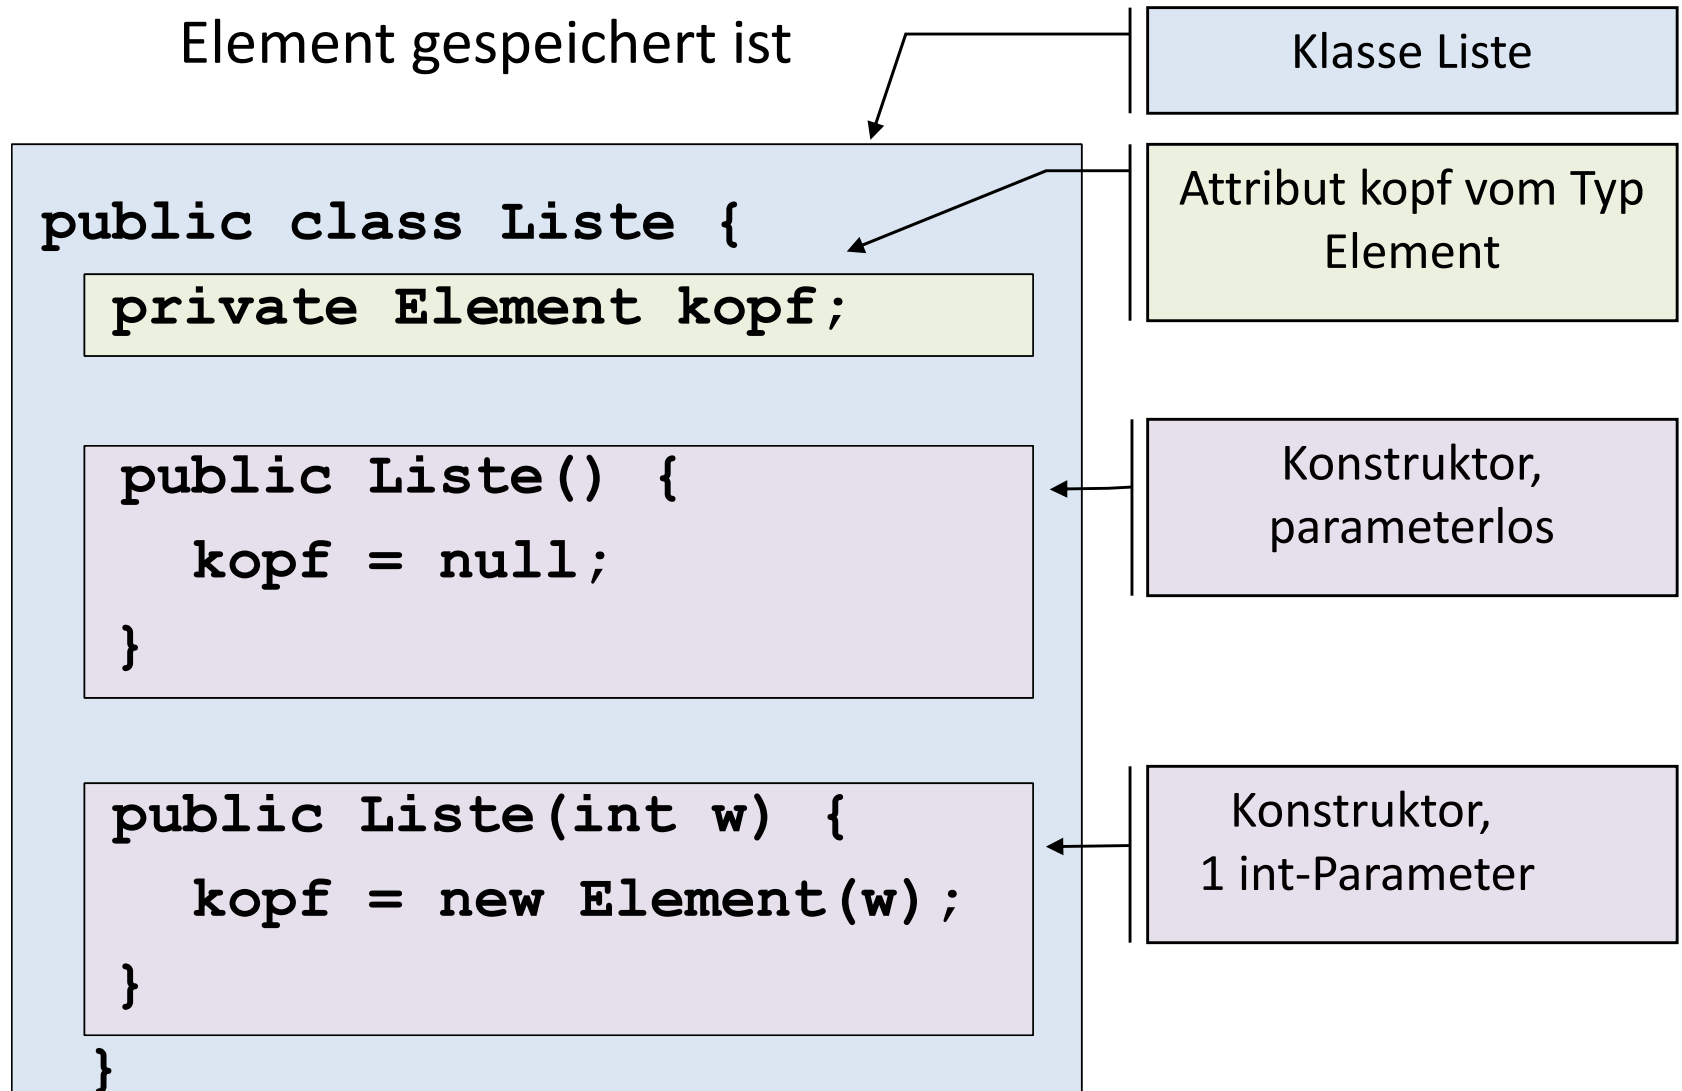 Element gespeichert ist
Klasse Liste
Attribut kopf vom Typ
Element
public class Liste {
private Element kopf;
public Liste() {
kopf = null;
}
Konstruktor,
parameterlos
public Liste(int w) {
kopf = new Element(w);
}
Konstruktor,
1 int-Parameter
}